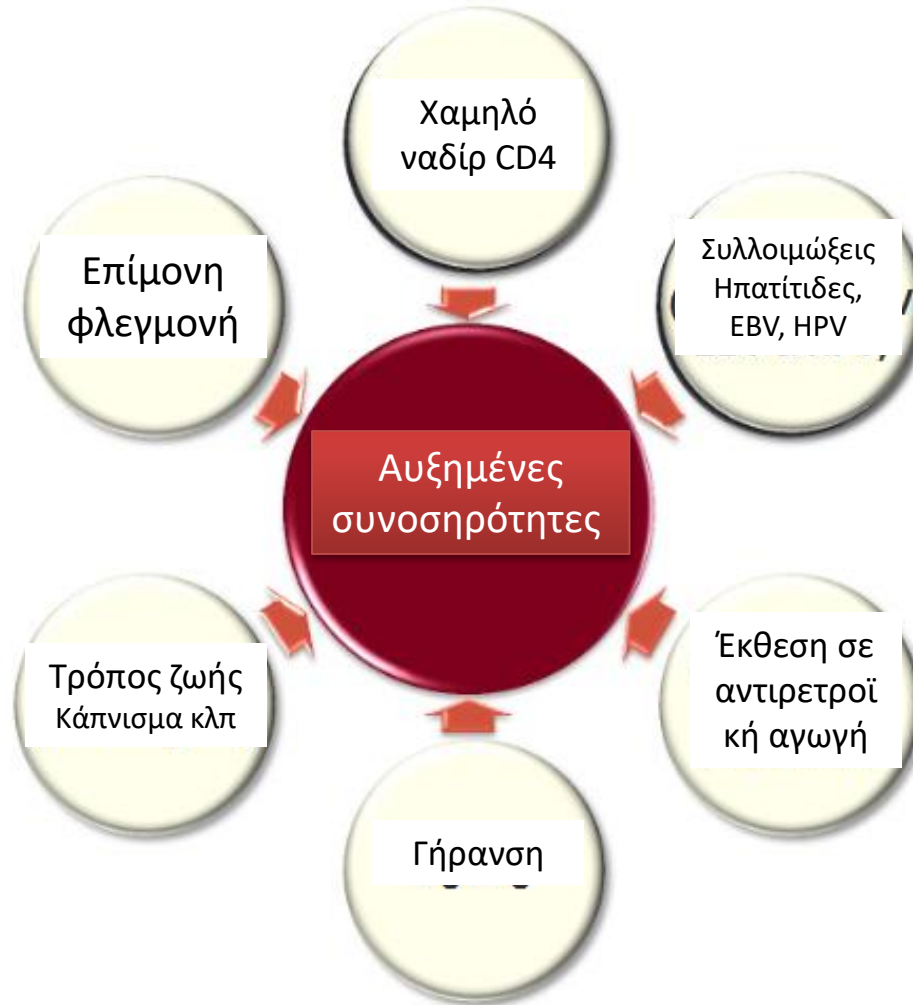 Χαμηλό
ναδίρ CD4
Επίμονη
φλεγμονή
Συλλοιμώξεις
Ηπατίτιδες,
EBV, HPV
Αυξημένες
συνοσηρότητες
Τρόπος ζωής
Κάπνισμα κλπ
Έκθεση σε
αντιρετροϊ
κή αγωγή
Γήρανση